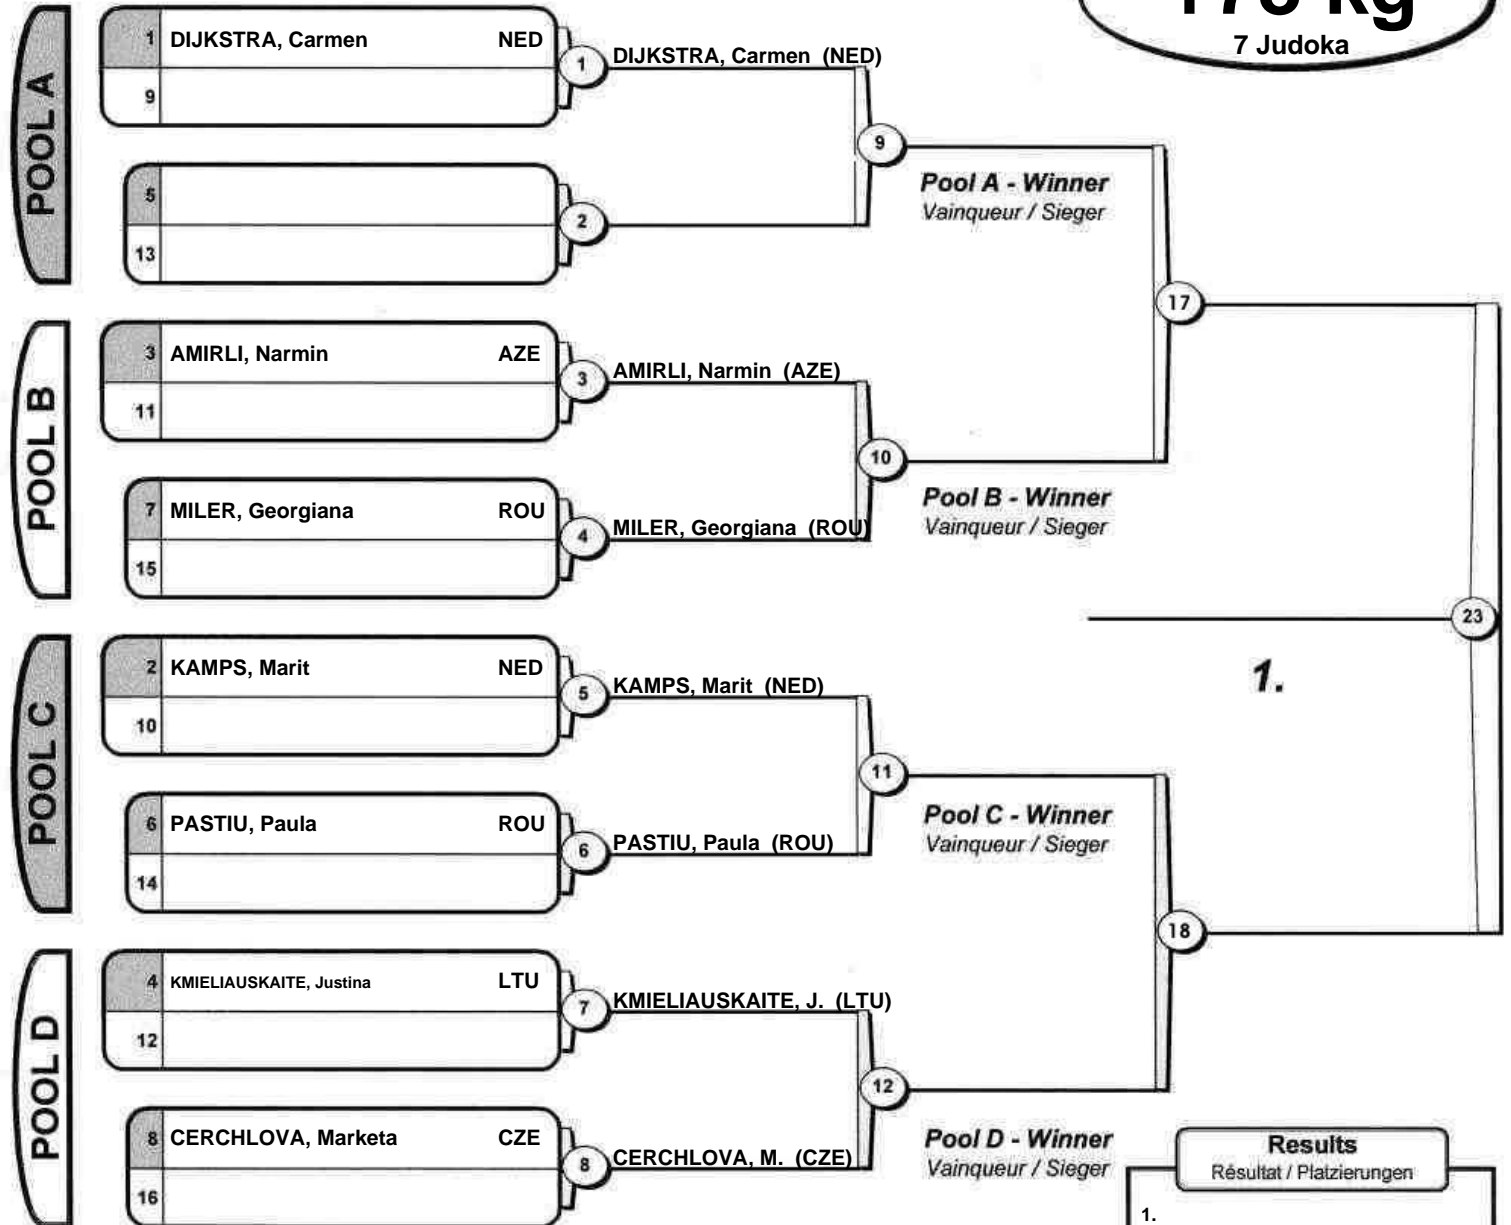 7 Judoka
POOL A
1 DIJKSTRA, Carmen NED
9
1 DIJKSTRA, Carmen (NED)
5
13
2
9
Pool A - Winner
Vainqueur / Sieger
POOL B
3 AMIRLI, Narmin AZE
11
3 AMIRLI, Narmin (AZE)
7 MILER, Georgiana ROU
15
4 MILER, Georgiana (ROU)
10
Pool B - Winner
Vainqueur / Sieger
17
POOL C
2 KAMPS, Marit NED
10
5 KAMPS, Marit (NED)
6 PASTIU, Paula ROU
14
6 PASTIU, Paula (ROU)
11
Pool C - Winner
Vainqueur / Sieger
23
1.
POOL D
4 KMIELIAUSKAITE, Justina LTU
12
7 KMIELIAUSKAITE, J. (LTU)
8 CERCHLOVA, Marketa CZE
16
8 CERCHLOVA, M. (CZE)
12
Pool D - Winner
Vainqueur / Sieger
18
Results
Résultat / Platzierungen
1.